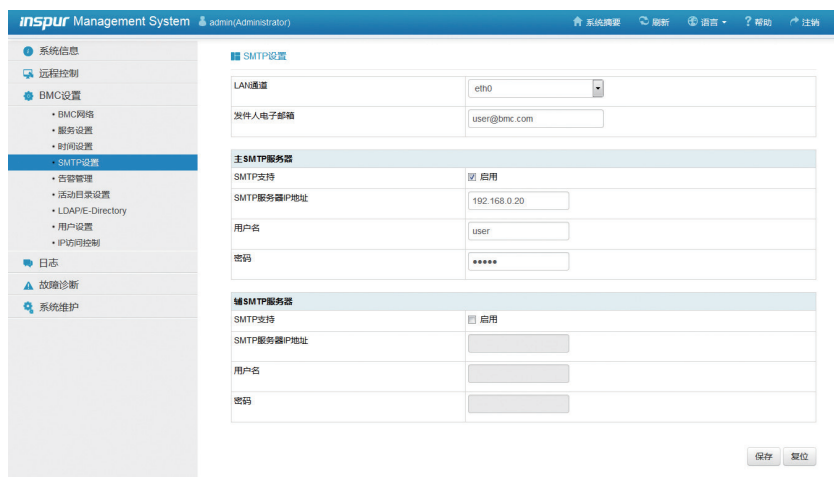 inspur Management System admin(Administrator) 系统摘要 刷新 语言 ? 帮助 注销
系统信息
远程控制
BMC设置
• BMC网络
• 服务设置
• 时间设置
• SMTP设置
• 告警管理
• 活动目录设置
• LDAP/E-Directory
• 用户设置
• IP访问控制
日志
故障诊断
系统维护
SMTP设置
LAN通道 eth0
发件人电子邮箱 user@bmc.com
主SMTP服务器
SMTP支持 启用
SMTP服务器IP地址 192.168.0.20
用户名 user
密码 •••••
辅SMTP服务器
SMTP支持 启用
SMTP服务器IP地址
用户名
密码
保存 复位